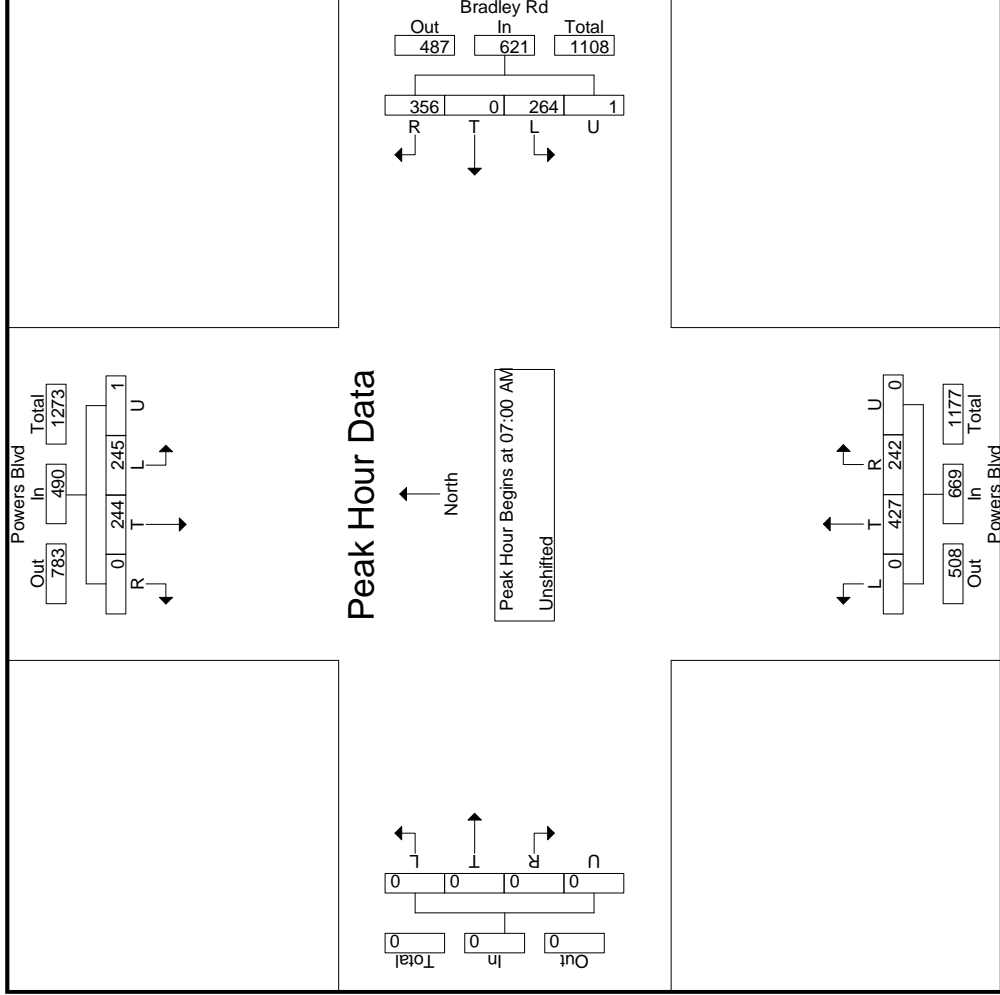 Bradley Rd
Out In Total
487 621 1108
356 0 264 1
R T L U
Powers Blvd
Out In Total
783 490 1273
0 244 245 1
R T L U
Peak Hour Data
North
Peak Hour Begins at 07:00 AM
Unshifted
L T R U
0 427 242 0
508 669 1177
Out In Total
Powers Blvd
L T R U
0 0 0 0
0 0 0
Total In Out